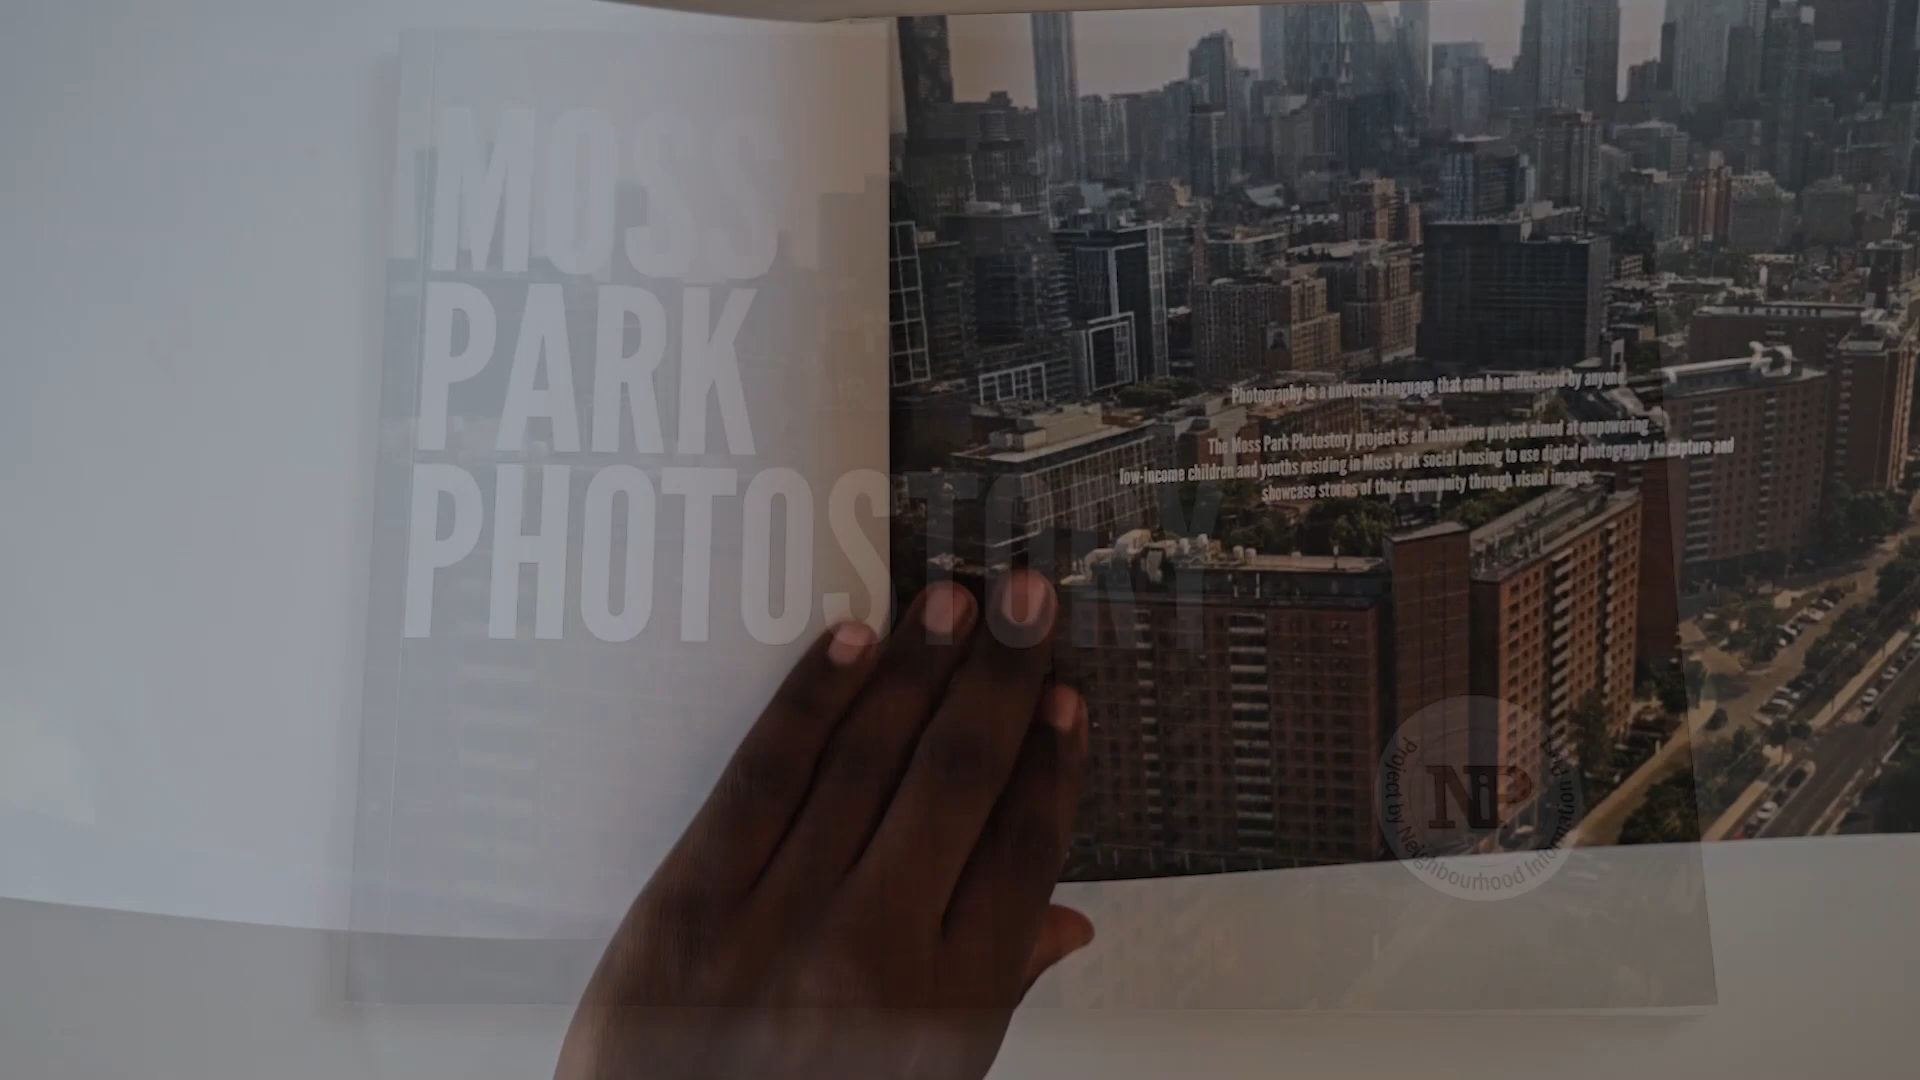 MOSS
PARK
PHOTOSTORY
Photography is a universal language that can be understood by anyone.
The Moss Park Photostory project is an innovative project aimed at empowering
low-income children and youths residing in Moss Park social housing to use digital photography to capture and
showcase stories of their community through visual images.
Project by Neighbourhood Information Post
NIP